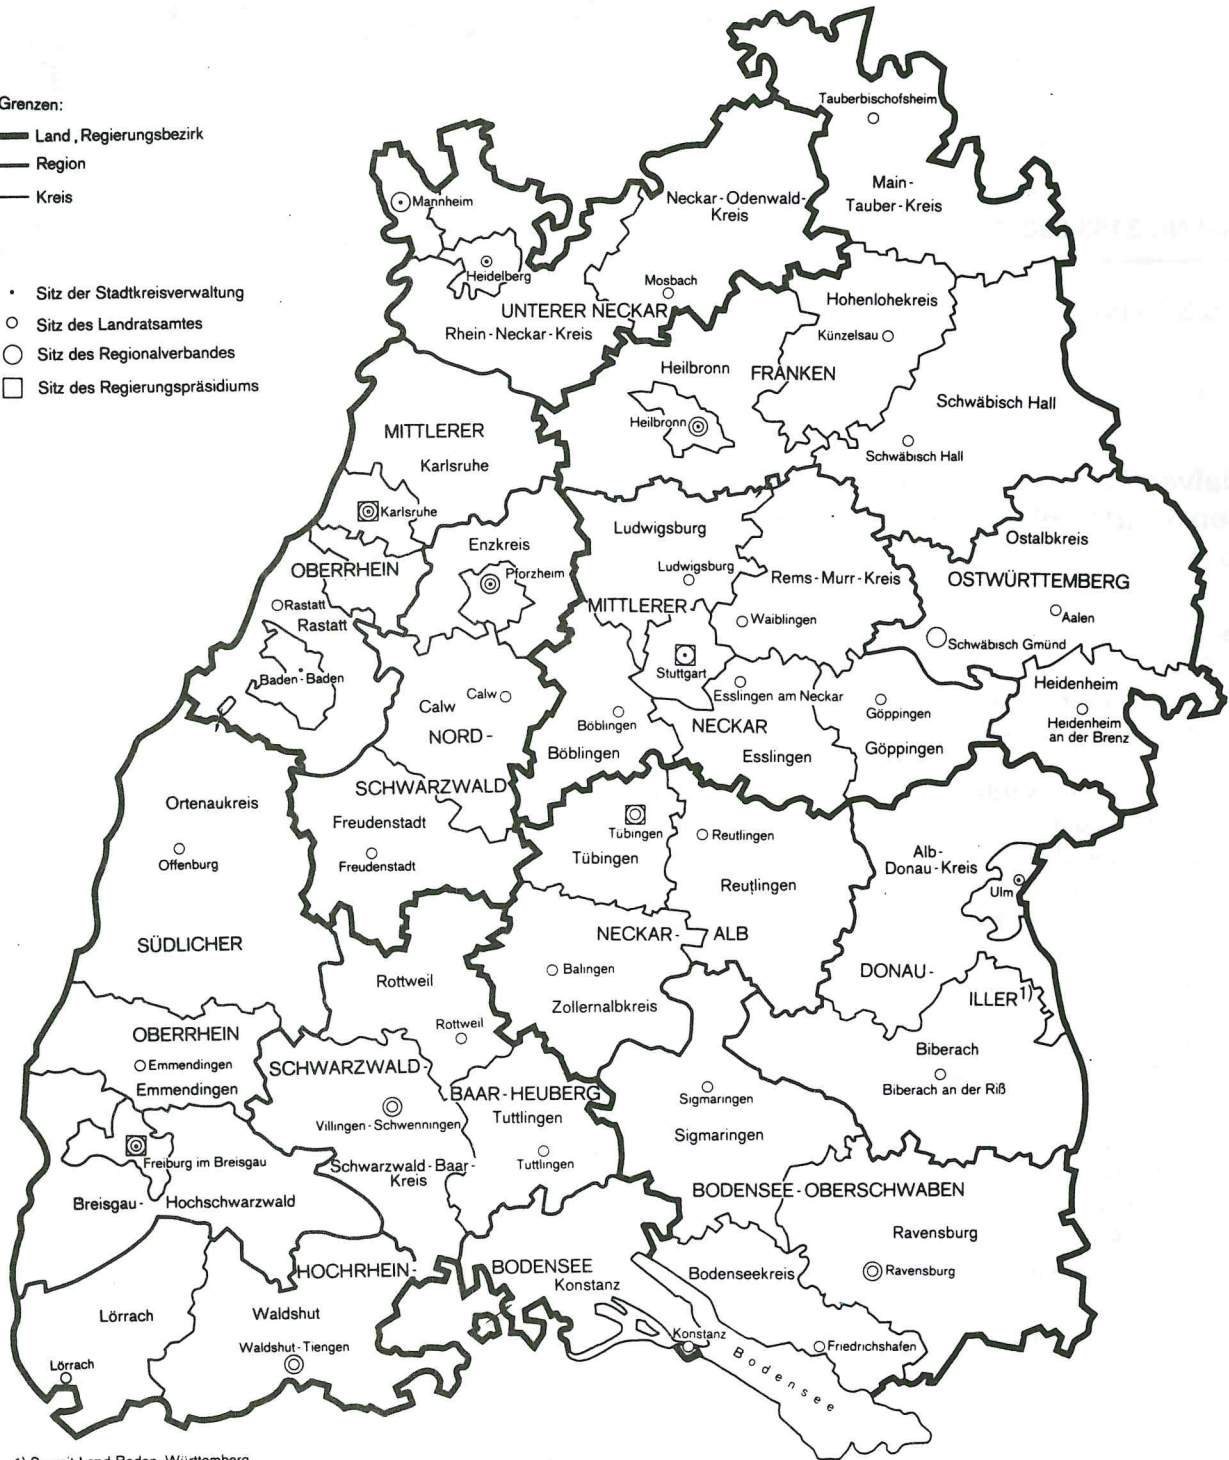 Grenzen:
Land, Regierungsbezirk
Region
Kreis
Sitz der Stadtkreisverwaltung
Sitz des Landratsamtes
Sitz des Regionalverbandes
Sitz des Regierungspräsidiums
Tauberbischofsheim
Main-
Tauber-Kreis
Neckar-Odenwald-
Kreis
Mosbach
Mannheim
Heidelberg
UNTERER NECKAR
Rhein-Neckar-Kreis
Hohenlohekreis
Künzelsau
Heilbronn
FRANKEN
Heilbronn
Schwäbisch Hall
Schwäbisch Hall
MITTLERER
Karlsruhe
Karlsruhe
OBERRHEIN
Rastatt
Rastatt
Baden-Baden
Enzkreis
Pforzheim
Calw
Calw
NORD-
SCHWARZWALD
Freudenstadt
Freudenstadt
Ludwigsburg
Ludwigsburg
MITTLERER
Rems-Murr-Kreis
Waiblingen
Stuttgart
Esslingen am Neckar
NECKAR
Esslingen
Böblingen
Böblingen
Göppingen
Göppingen
Ostalbkreis
OSTWÜRTTEMBERG
Aalen
Schwäbisch Gmünd
Heidenheim
Heidenheim
an der Brenz
Ortenaukreis
Offenburg
SÜDLICHER
OBERRHEIN
Emmendingen
Emmendingen
Freiburg im Breisgau
Breisgau-
Hochschwarzwald
Tübingen
Tübingen
Reutlingen
Reutlingen
NECKAR-
ALB
Balingen
Zollernalbkreis
Alb-
Donau-Kreis
Ulm
DONAU-
ILLER¹)
Biberach
Biberach an der Riß
Rottweil
Rottweil
SCHWARZWALD-
BAAR-HEUBERG
Villingen-Schwenningen
Schwarzwald-Baar-
Kreis
Tuttlingen
Tuttlingen
Sigmaringen
Sigmaringen
BODENSEE-OBERSCHWABEN
Ravensburg
Ravensburg
Bodenseekreis
Friedrichshafen
HOCHRHEIN-
BODENSEE
Konstanz
Konstanz
Bodensee
Lörrach
Lörrach
Waldshut
Waldshut-Tiengen
¹) Soweit Land Baden-Württemberg